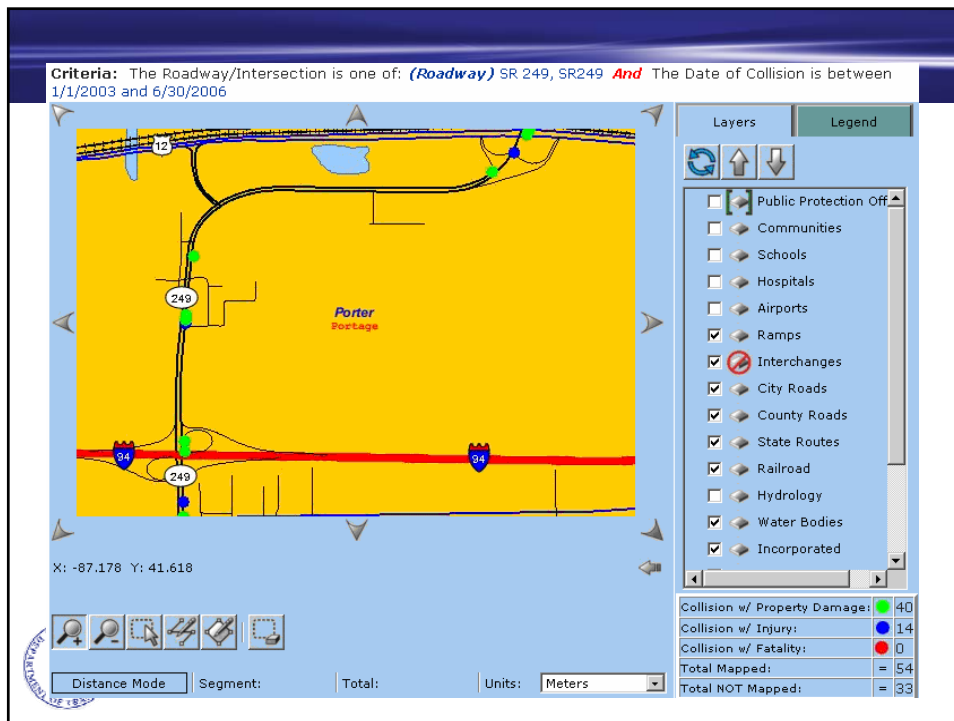 Criteria: The Roadway/Intersection is one of: (Roadway) SR 249, SR249 And The Date of Collision is between
1/1/2003 and 6/30/2006
Layers
Legend
12
249
Porter
Portage
94
94
249
Public Protection Off
Communities
Schools
Hospitals
Airports
Ramps
Interchanges
City Roads
County Roads
State Routes
Railroad
Hydrology
Water Bodies
Incorporated
X: -87.178 Y: 41.618
Collision w/ Property Damage: 40
Collision w/ Injury: 14
Collision w/ Fatality: 0
Total Mapped: = 54
Total NOT Mapped: = 33
Distance Mode Segment: Total: Units: Meters